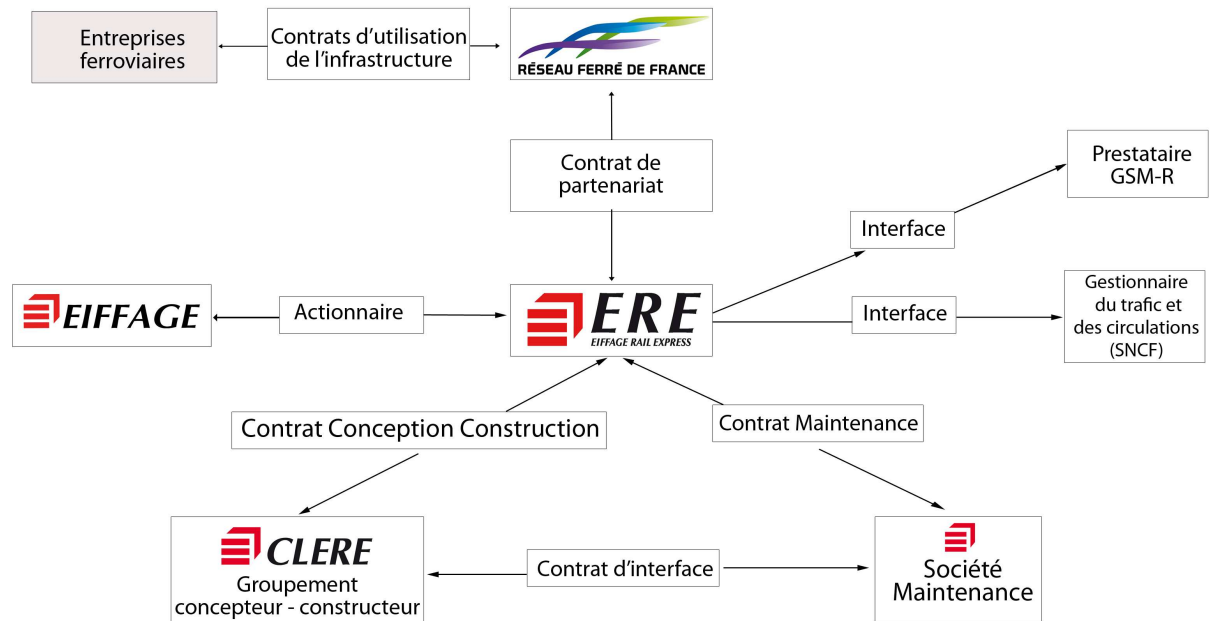 Entreprises
ferroviaires
Contrats d'utilisation
de l'infrastructure
RÉSEAU FERRÉ DE FRANCE
Contrat de
partenariat
Prestataire
GSM-R
Interface
EIFFAGE
Actionnaire
ERE
EIFFAGE RAIL EXPRESS
Interface
Gestionnaire
du trafic et
des circulations
(SNCF)
Contrat Conception Construction
Contrat Maintenance
CLERE
Groupement
concepteur - constructeur
Contrat d'interface
Société
Maintenance